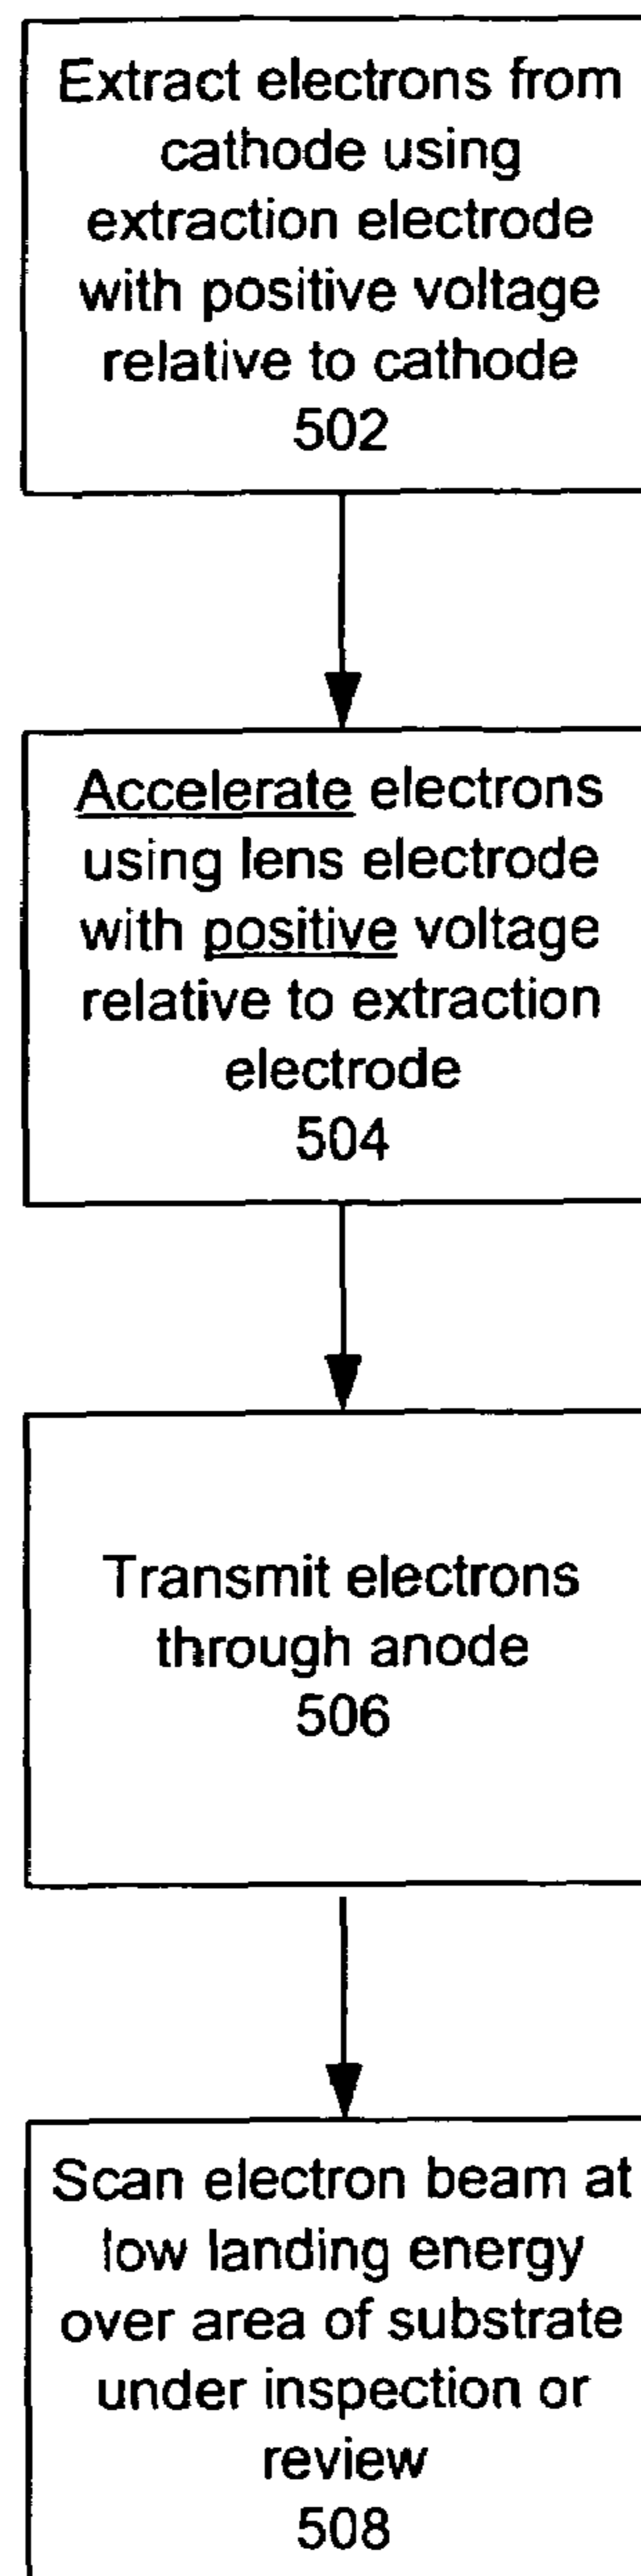 Extract electrons from
cathode using
extraction electrode
with positive voltage
relative to cathode
502
Accelerate electrons
using lens electrode
with positive voltage
relative to extraction
electrode
504
Transmit electrons
through anode
506
Scan electron beam at
low landing energy
over area of substrate
under inspection or
review
508